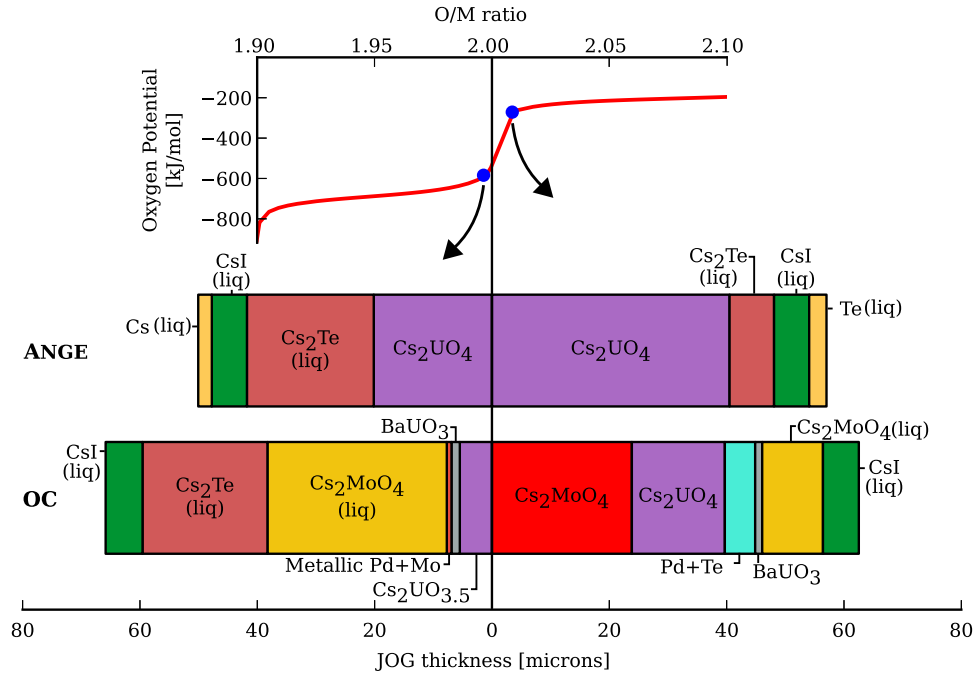 O/M ratio
1.90 1.95 2.00 2.05 2.10
Oxygen Potential
[kJ/mol]
−200
−400
−600
−800
CsI
(liq)
Cs₂Te
(liq)
CsI
(liq)
Cs (liq)
Te (liq)
ANGE
Cs₂Te
(liq)
Cs₂UO₄
Cs₂UO₄
BaUO₃
Cs₂MoO₄(liq)
CsI
(liq)
CsI
(liq)
OC
Cs₂Te
(liq)
Cs₂MoO₄
(liq)
Cs₂MoO₄
Cs₂UO₄
Metallic Pd+Mo
Pd+Te
BaUO₃
Cs₂UO₃.₅
80 60 40 20 0 20 40 60 80
JOG thickness [microns]